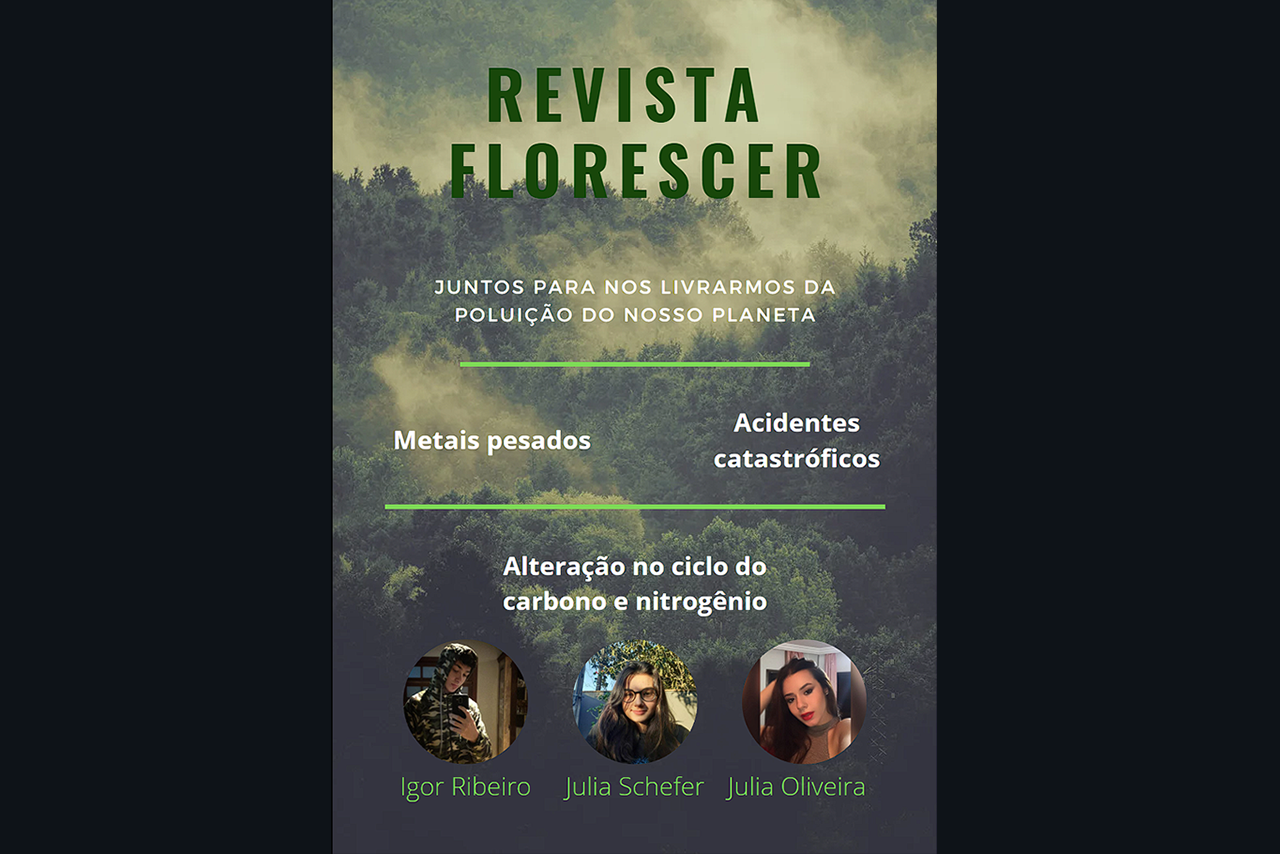 REVISTA
FLORESCER
JUNTOS PARA NOS LIVRARMOS DA
POLUIÇÃO DO NOSSO PLANETA
Metais pesados
Acidentes
catastróficos
Alteração no ciclo do
carbono e nitrogênio
Igor Ribeiro
Julia Schefer
Julia Oliveira